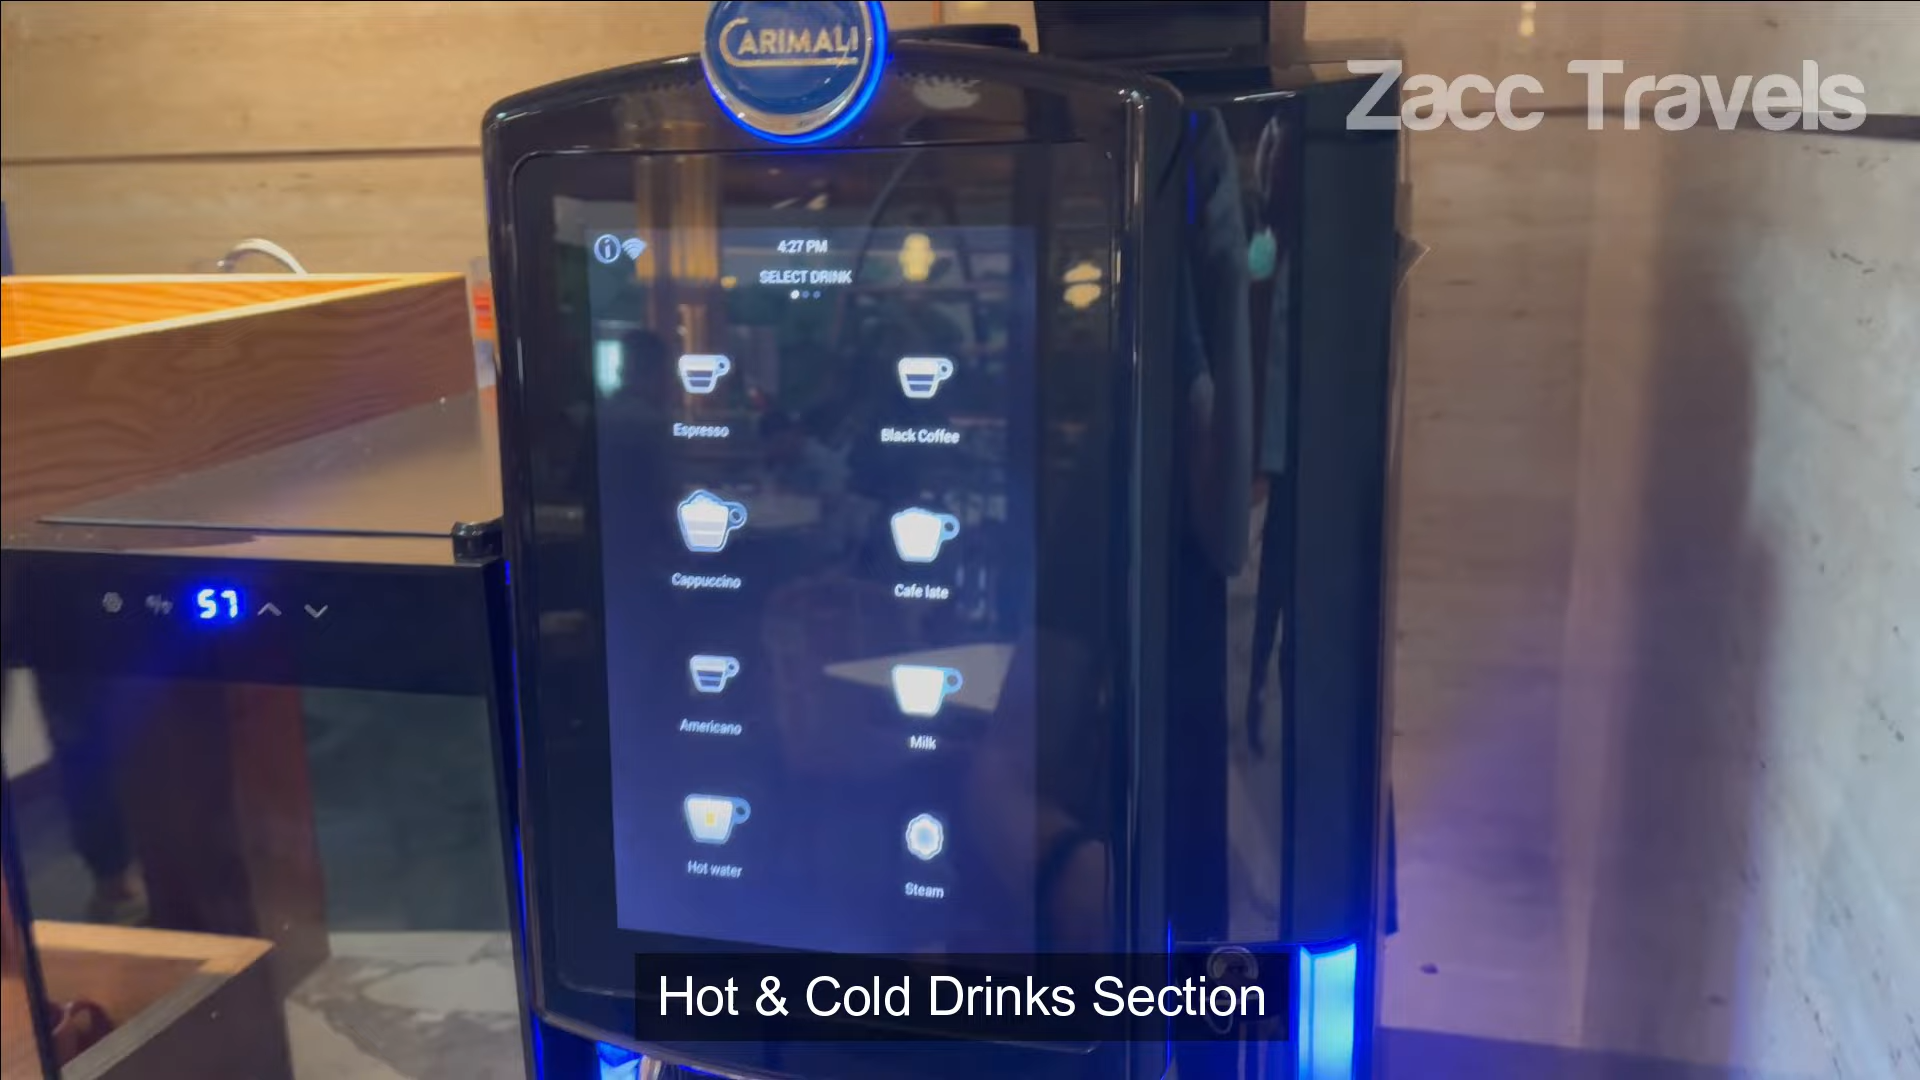 CARIMALI
Zacc Travels
4:27 PM
SELECT DRINK
Espresso
Black Coffee
Cappuccino
Cafe late
57
Americano
Milk
Hot water
Steam
Hot & Cold Drinks Section